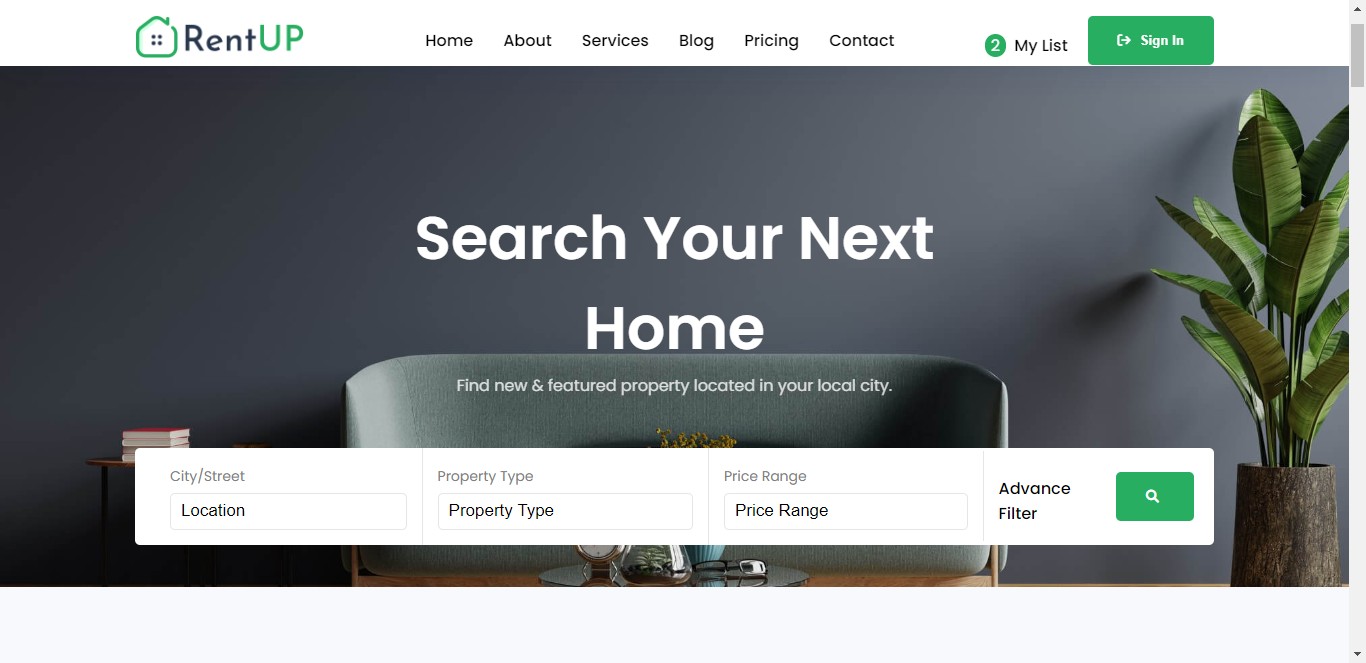 RentUP
Home About Services Blog Pricing Contact
2 My List
Sign In
Search Your Next
Home
Find new & featured property located in your local city.
City/Street Property Type Price Range
Location Property Type Price Range
Advance
Filter